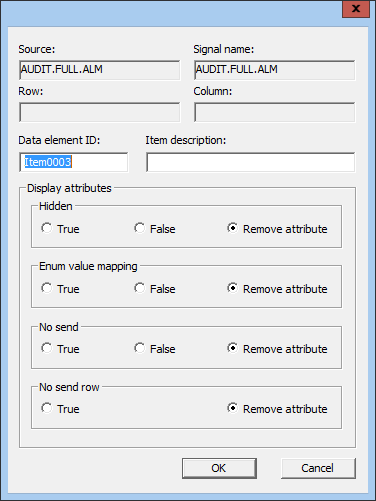 Source: Signal name:
AUDIT.FULL.ALM AUDIT.FULL.ALM
Row: Column:
Data element ID: Item description:
Item0003
Display attributes
Hidden
True False Remove attribute
Enum value mapping
True False Remove attribute
No send
True False Remove attribute
No send row
True Remove attribute
OK Cancel